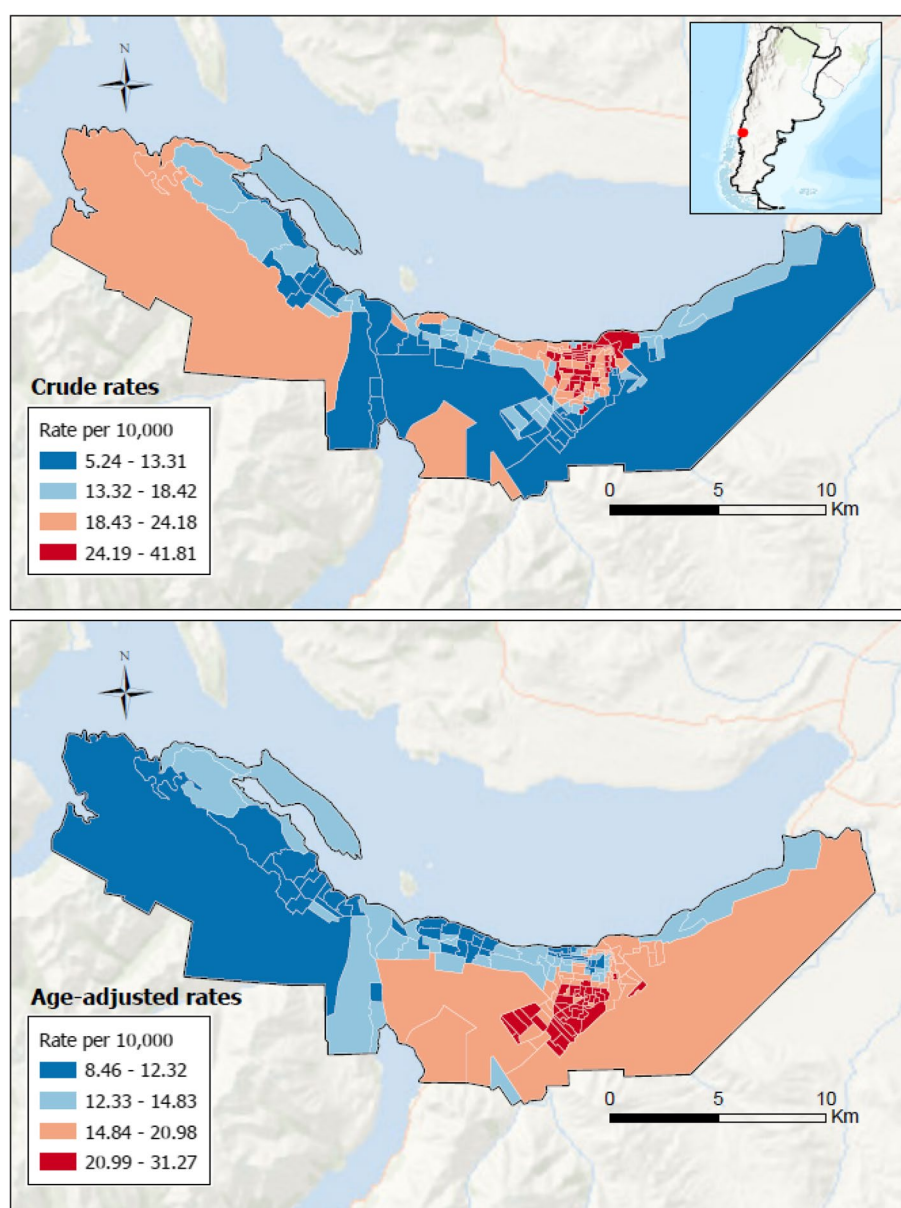 N
Crude rates
Rate per 10,000
5.24 - 13.31
13.32 - 18.42
18.43 - 24.18
24.19 - 41.81
0 5 10
Km
N
Age-adjusted rates
Rate per 10,000
8.46 - 12.32
12.33 - 14.83
14.84 - 20.98
20.99 - 31.27
0 5 10
Km